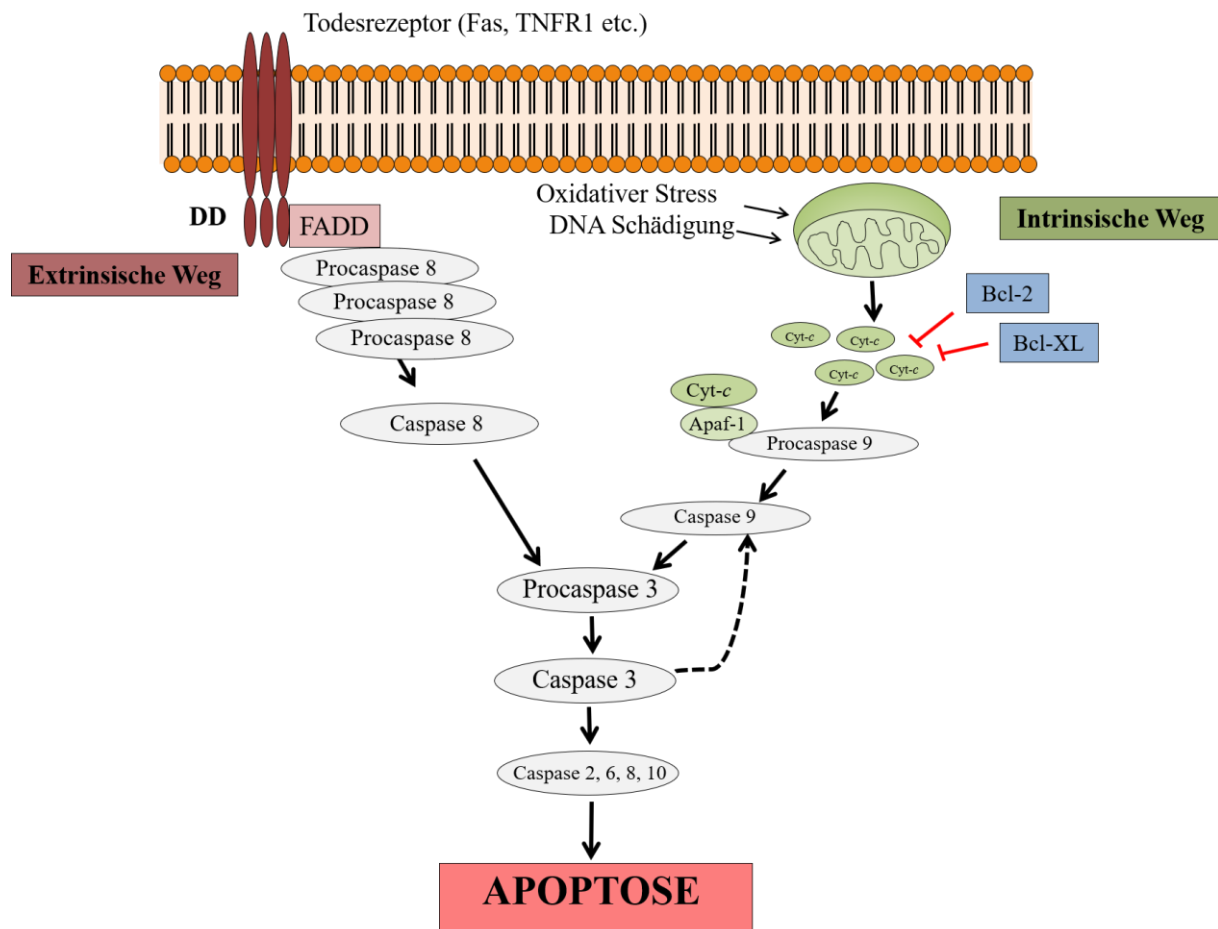 Todesrezeptor (Fas, TNFR1 etc.)
Oxidativer Stress
DNA Schädigung
Intrinsische Weg
DD
FADD
Extrinsische Weg
Procaspase 8
Procaspase 8
Procaspase 8
Bcl-2
Bcl-XL
Cyt-c
Cyt-c
Cyt-c
Cyt-c
Cyt-c
Apaf-1
Procaspase 9
Caspase 8
Caspase 9
Procaspase 3
Caspase 3
Caspase 2, 6, 8, 10
APOPTOSE